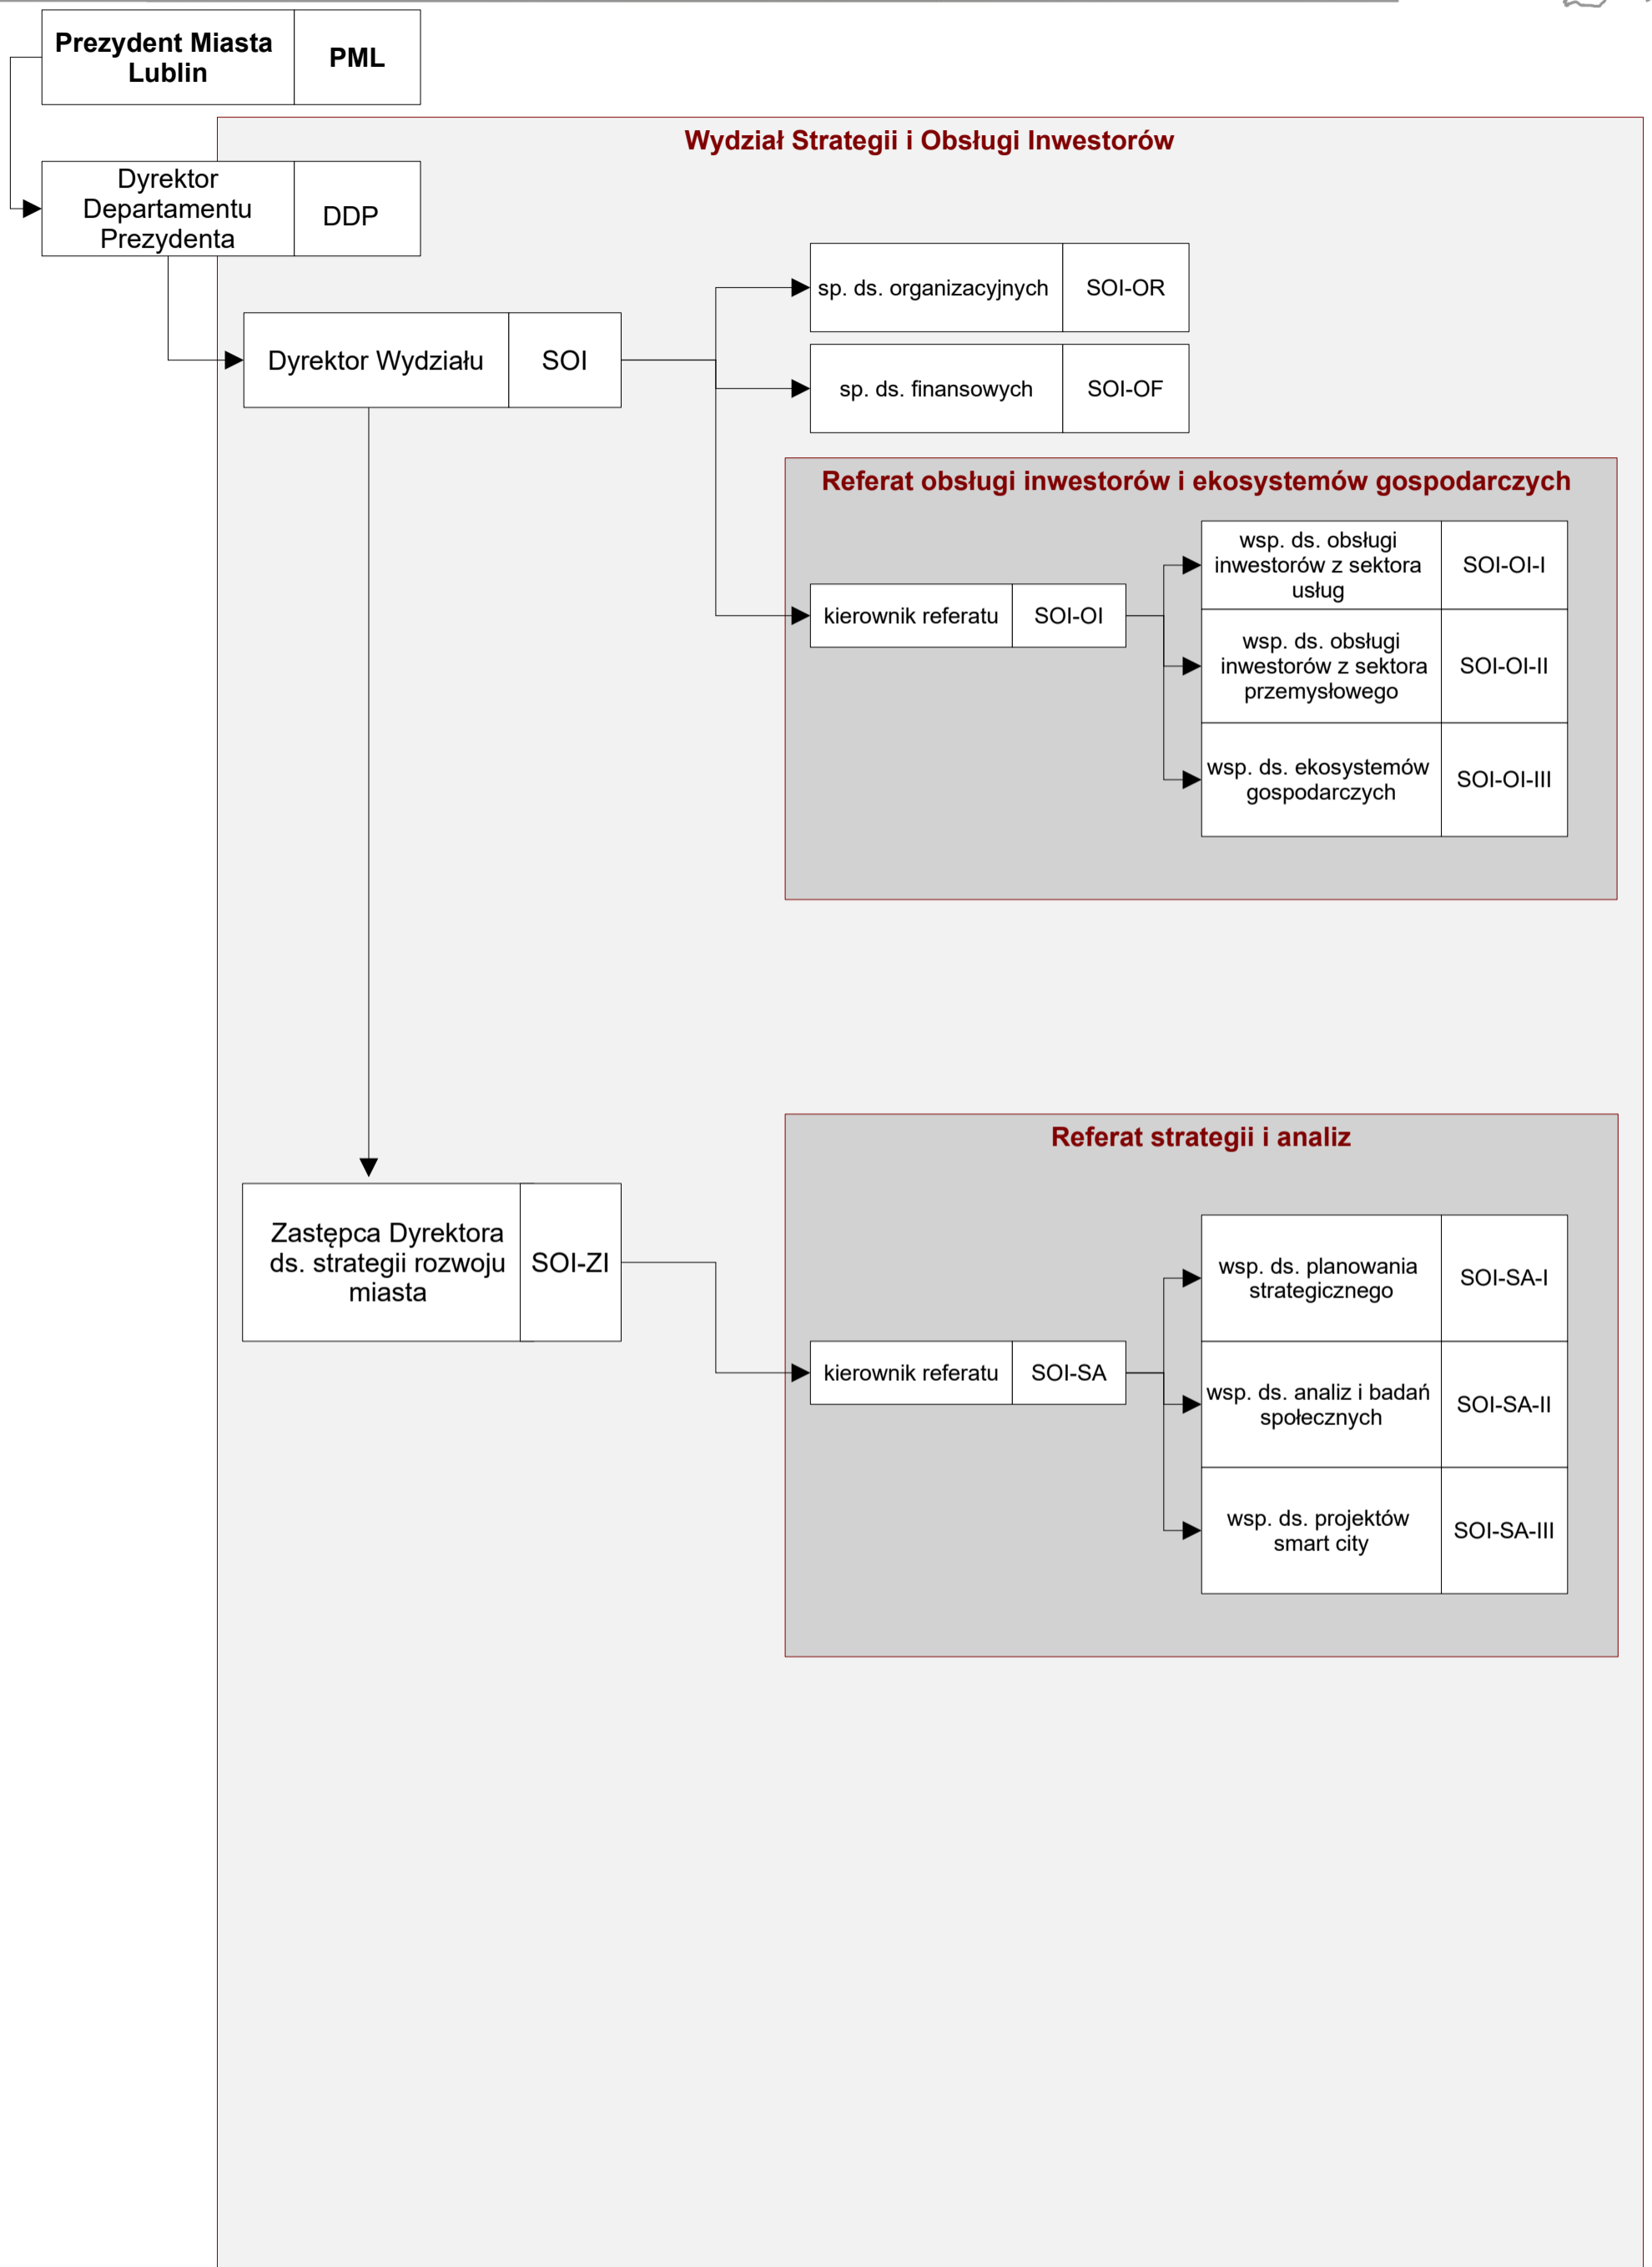 Prezydent Miasta
Lublin
PML
Wydział Strategii i Obsługi Inwestorów
Dyrektor
Departamentu
Prezydenta
DDP
sp. ds. organizacyjnych
SOI-OR
Dyrektor Wydziału
SOI
sp. ds. finansowych
SOI-OF
Referat obsługi inwestorów i ekosystemów gospodarczych
wsp. ds. obsługi
inwestorów z sektora
usług
SOI-OI-I
kierownik referatu
SOI-OI
wsp. ds. obsługi
inwestorów z sektora
przemysłowego
SOI-OI-II
wsp. ds. ekosystemów
gospodarczych
SOI-OI-III
Referat strategii i analiz
Zastępca Dyrektora
ds. strategii rozwoju
miasta
SOI-ZI
wsp. ds. planowania
strategicznego
SOI-SA-I
kierownik referatu
SOI-SA
wsp. ds. analiz i badań
społecznych
SOI-SA-II
wsp. ds. projektów
smart city
SOI-SA-III